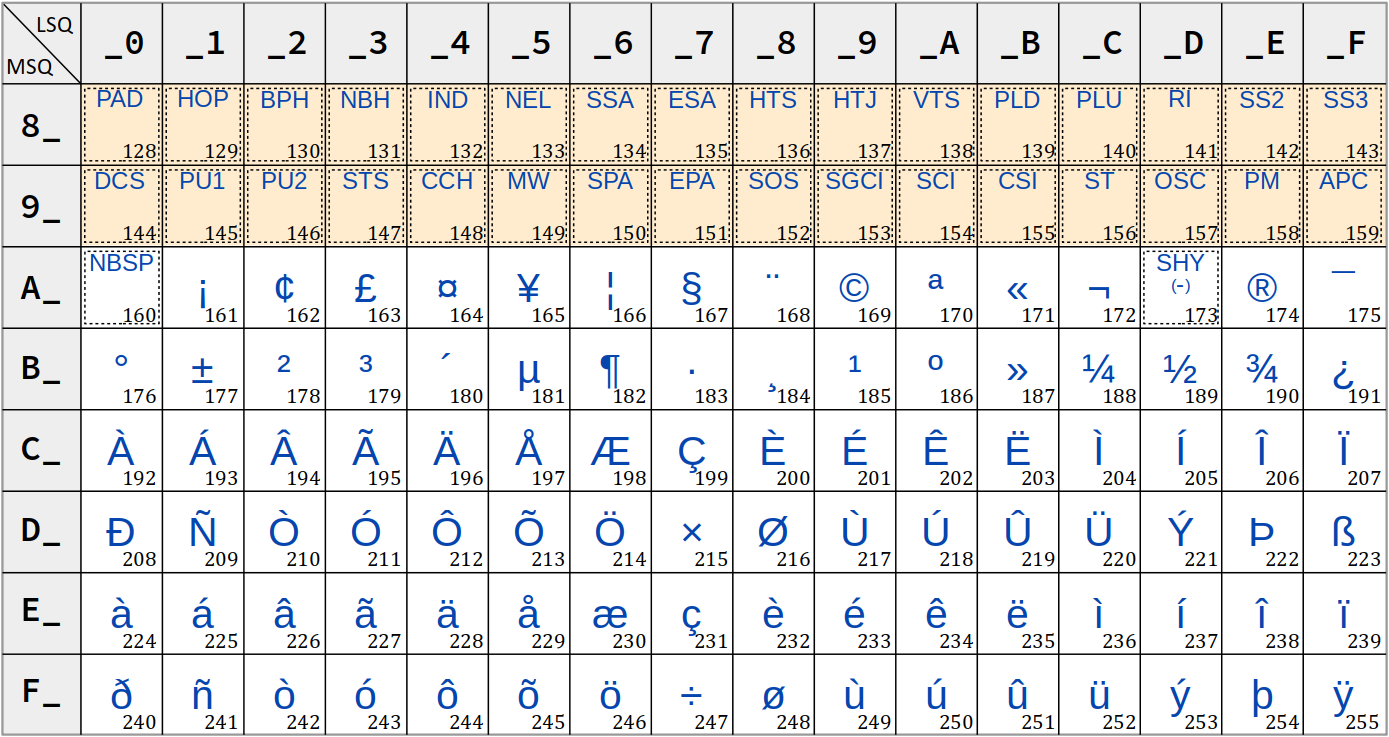 LSQ
MSQ _0 _1 _2 _3 _4 _5 _6 _7 _8 _9 _A _B _C _D _E _F
8_ PAD HOP BPH NBH IND NEL SSA ESA HTS HTJ VTS PLD PLU RI SS2 SS3
128 129 130 131 132 133 134 135 136 137 138 139 140 141 142 143
9_ DCS PU1 PU2 STS CCH MW SPA EPA SOS SGCI SCI CSI ST OSC PM APC
144 145 146 147 148 149 150 151 152 153 154 155 156 157 158 159
A_ NBSP ¡ ¢ £ ¤ ¥ ¦ § ¨ © ª « ¬ SHY (-) ® ¯
160 161 162 163 164 165 166 167 168 169 170 171 172 173 174 175
B_ ° ± ² ³ ´ µ ¶ · ¸ ¹ º » ¼ ½ ¾ ¿
176 177 178 179 180 181 182 183 184 185 186 187 188 189 190 191
C_ À Á Â Ã Ä Å Æ Ç È É Ê Ë Ì Í Î Ï
192 193 194 195 196 197 198 199 200 201 202 203 204 205 206 207
D_ Ð Ñ Ò Ó Ô Õ Ö × Ø Ù Ú Û Ü Ý Þ ß
208 209 210 211 212 213 214 215 216 217 218 219 220 221 222 223
E_ à á â ã ä å æ ç è é ê ë ì í î ï
224 225 226 227 228 229 230 231 232 233 234 235 236 237 238 239
F_ ð ñ ò ó ô õ ö ÷ ø ù ú û ü ý þ ÿ
240 241 242 243 244 245 246 247 248 249 250 251 252 253 254 255